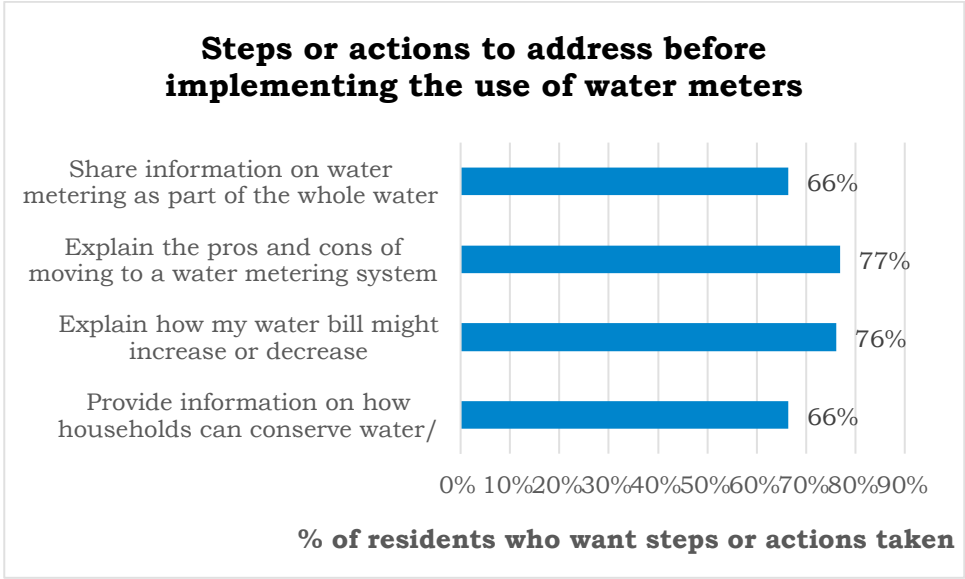 Steps or actions to address before
implementing the use of water meters
Share information on water
metering as part of the whole water
66%
Explain the pros and cons of
moving to a water metering system
77%
Explain how my water bill might
increase or decrease
76%
Provide information on how
households can conserve water/
66%
0% 10%20%30%40%50%60%70%80%90%
% of residents who want steps or actions taken